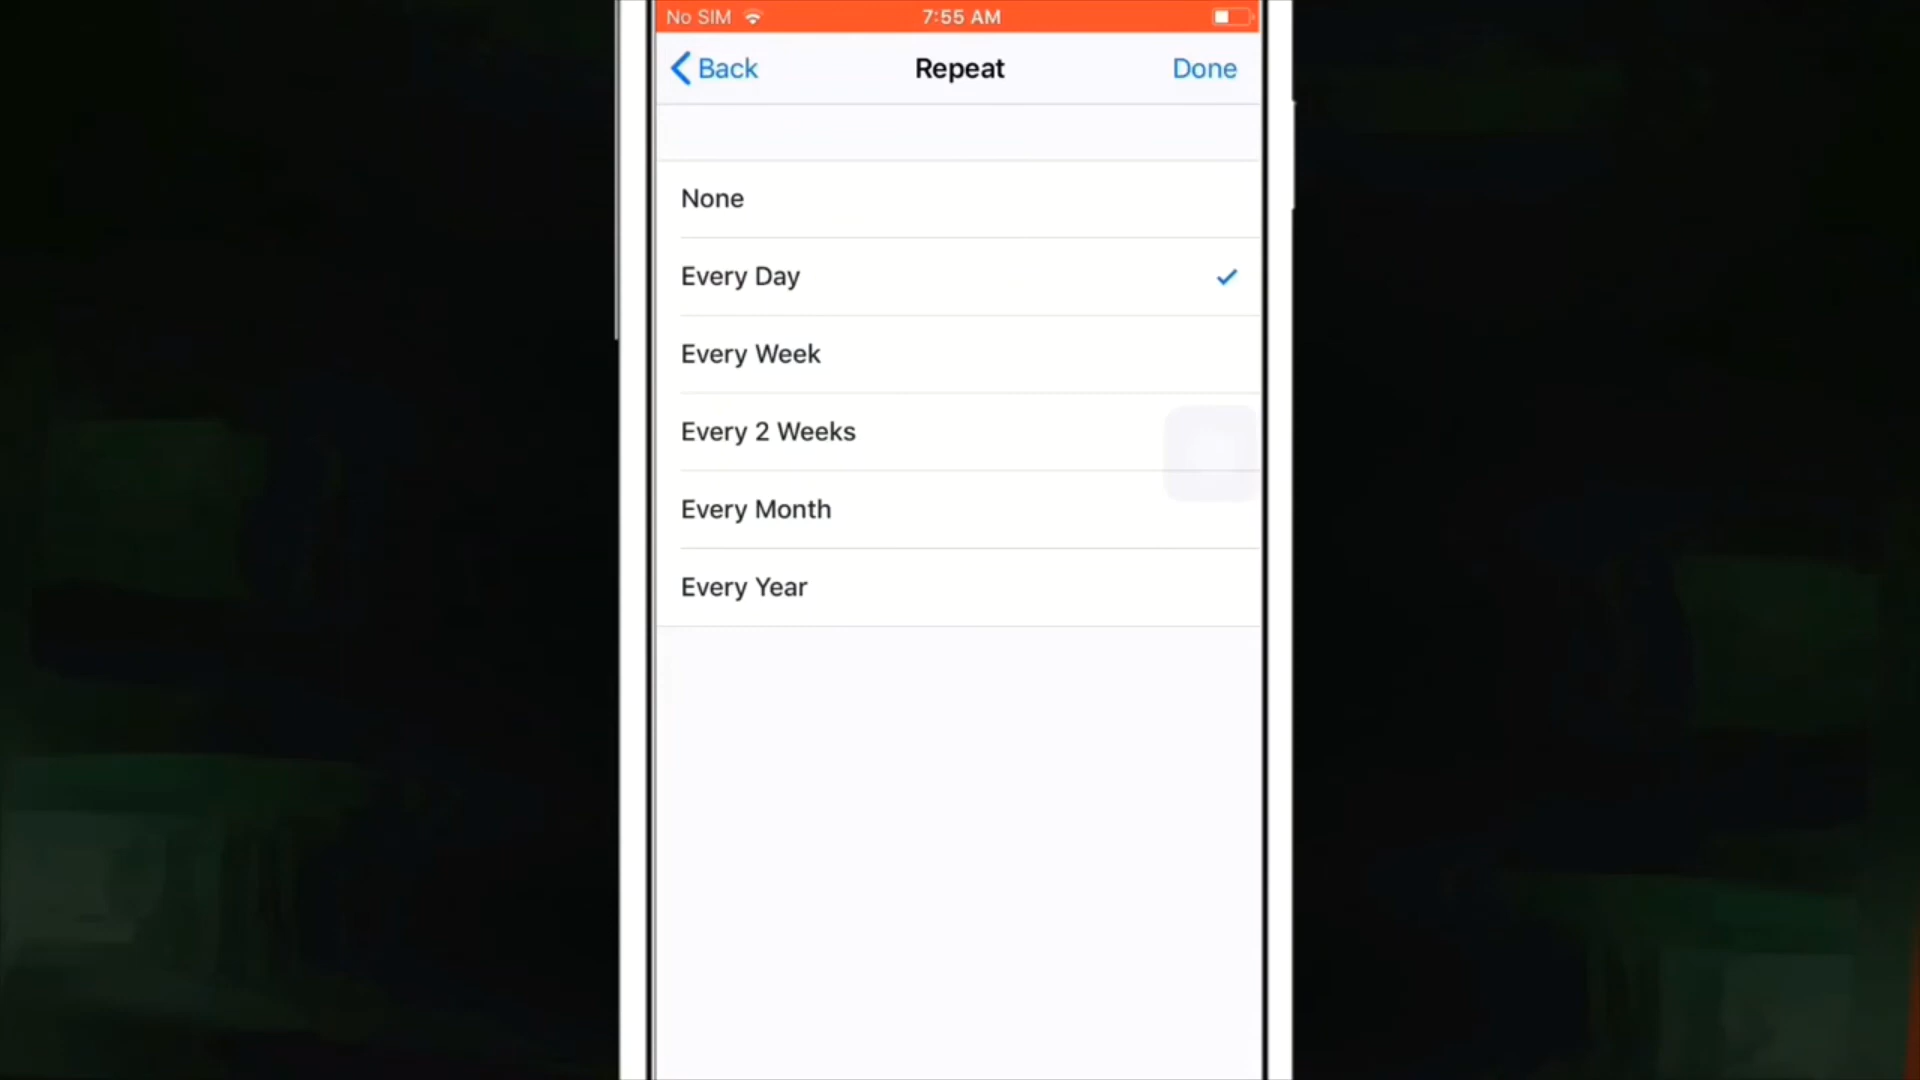 No SIM 7:55 AM
Back Repeat Done
None
Every Day
Every Week
Every 2 Weeks
Every Month
Every Year